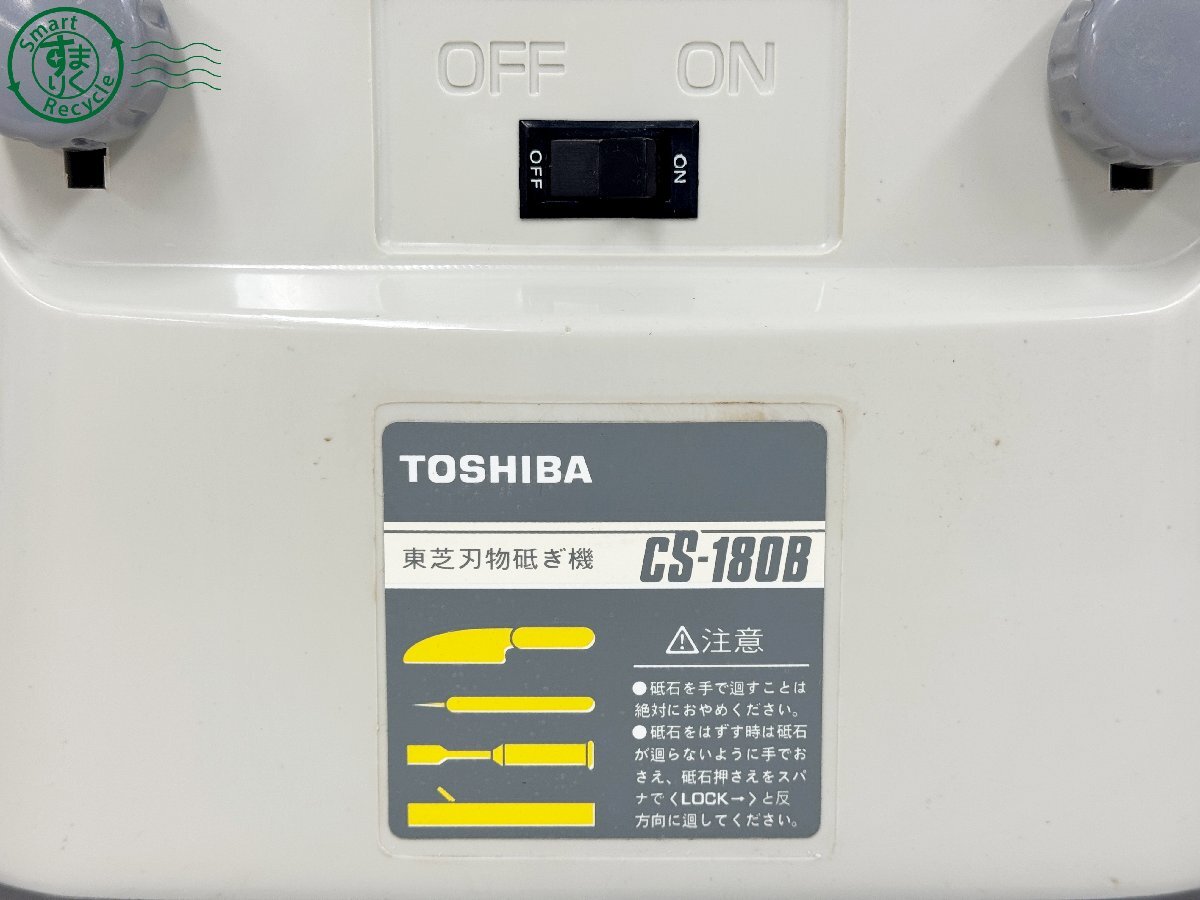 Smart
すまりく
Recycle
OFF ON
OFF ON
TOSHIBA
東芝刃物砥ぎ機 CS-180B
⚠注意
●砥石を手で迴すことは
絶対におやめください。
●砥石をはずす時は砥石
が迴らないように手でお
さえ、砥石押さえをスパ
ナで〈LOCK→〉と反
方向に迴してください。